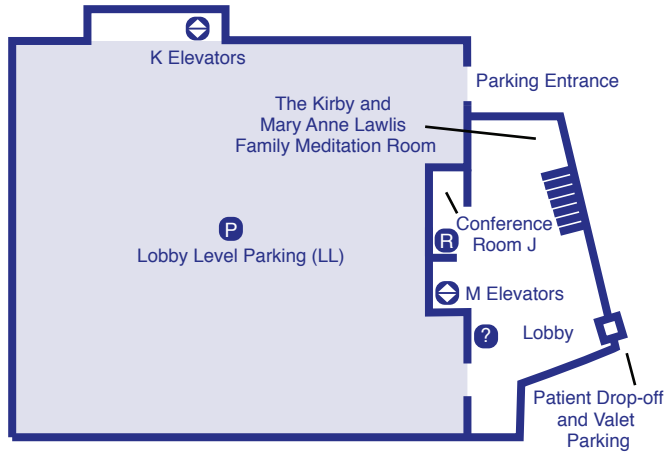 K Elevators
Parking Entrance
The Kirby and
Mary Anne Lawlis
Family Meditation Room
P
Lobby Level Parking (LL)
Conference
Room J
R
M Elevators
?
Lobby
Patient Drop-off
and Valet
Parking